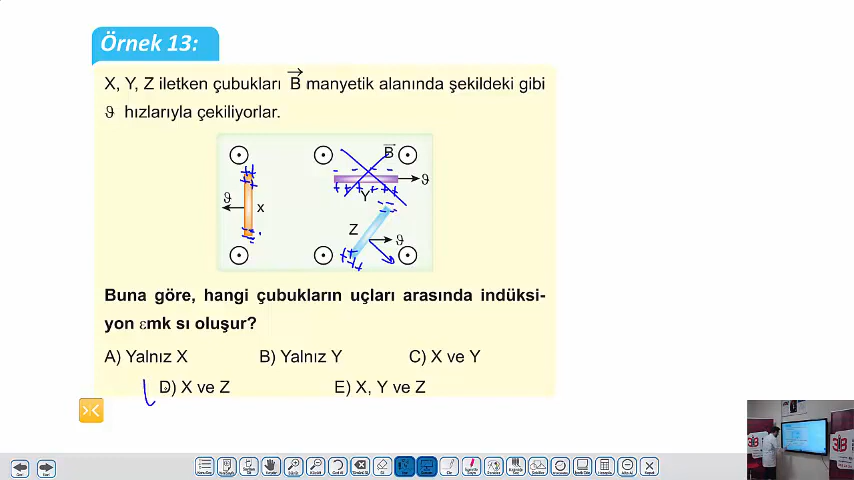 Örnek 13:
X, Y, Z iletken çubukları B manyetik alanında şekildeki gibi
ϑ hızlarıyla çekiliyorlar.
B
ϑ
ϑ
x
Y
Z
ϑ
Buna göre, hangi çubukların uçları arasında indüksi-
yon εmk sı oluşur?
A) Yalnız X B) Yalnız Y C) X ve Y
D) X ve Z E) X, Y ve Z